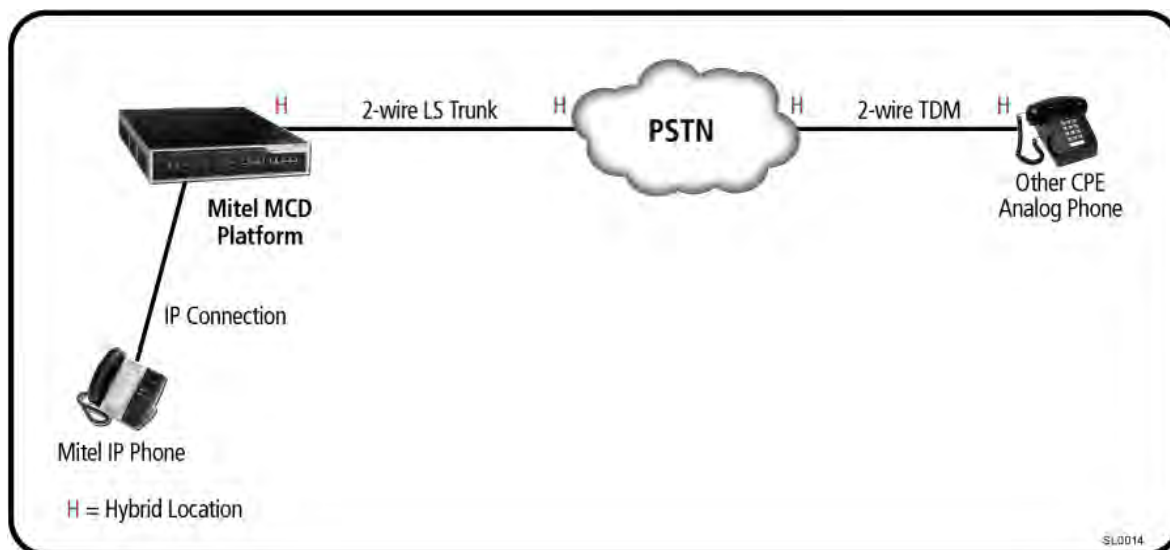 H
2-wire LS Trunk
H
PSTN
H
2-wire TDM
H
Mitel MCD
Platform
Other CPE
Analog Phone
IP Connection
Mitel IP Phone
H = Hybrid Location
SL0014